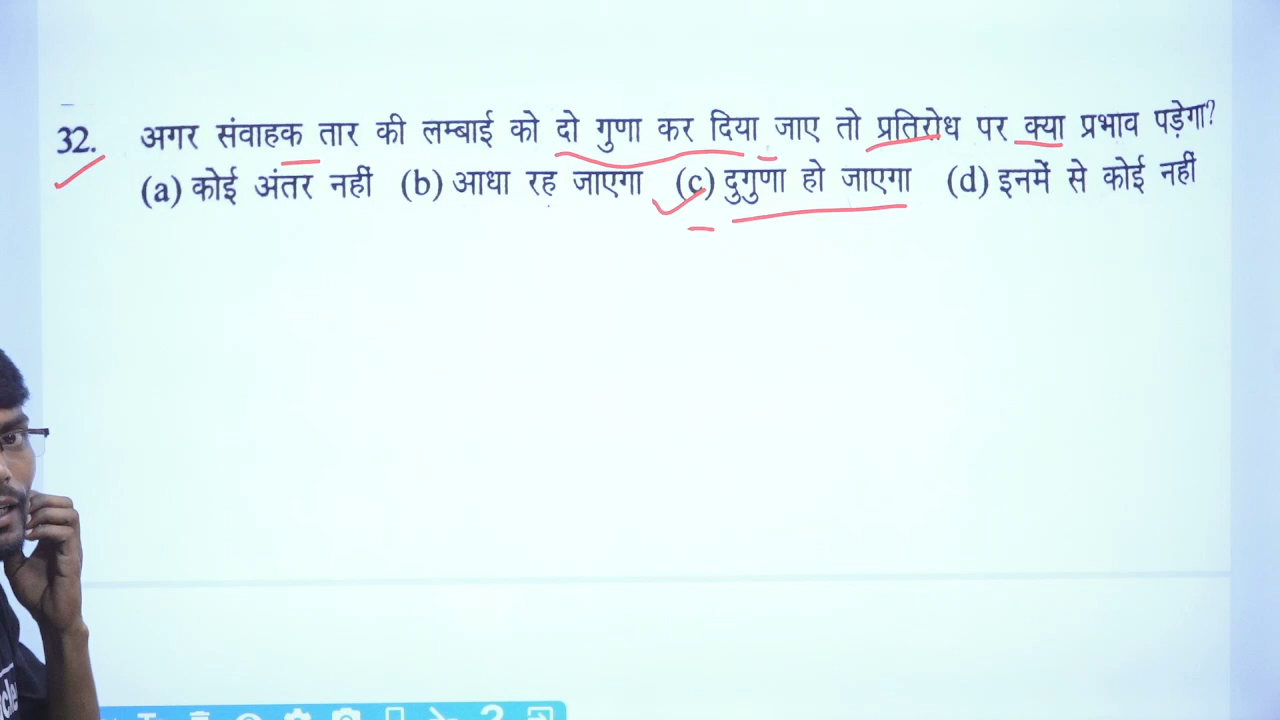 32. अगर संवाहक तार की लम्बाई को दो गुणा कर दिया जाए तो प्रतिरोध पर क्या प्रभाव पड़ेगा?
(a) कोई अंतर नहीं (b) आधा रह जाएगा (c) दुगुणा हो जाएगा (d) इनमें से कोई नहीं